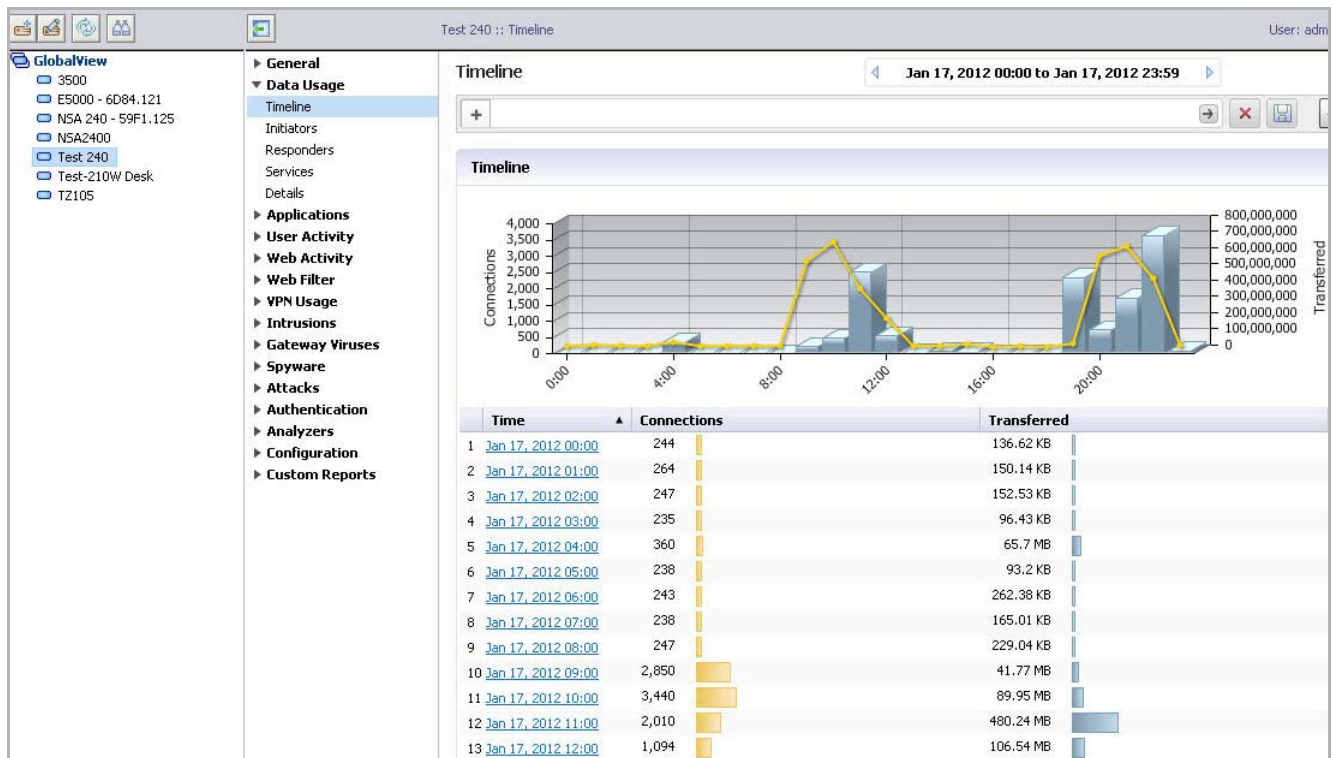 Test 240 :: Timeline
User: adm
GlobalView
3500
E5000 - 6D84.121
NSA 240 - 59F1.125
NSA2400
Test 240
Test-210W Desk
TZ105
General
Data Usage
Timeline
Initiators
Responders
Services
Details
Applications
User Activity
Web Activity
Web Filter
VPN Usage
Intrusions
Gateway Viruses
Spyware
Attacks
Authentication
Analyzers
Configuration
Custom Reports
Timeline
Jan 17, 2012 00:00 to Jan 17, 2012 23:59
+
Timeline
Connections
4,000
3,500
3,000
2,500
2,000
1,500
1,000
500
0
800,000,000
700,000,000
600,000,000
500,000,000
400,000,000
300,000,000
200,000,000
100,000,000
0
Transferred
0:00 4:00 8:00 12:00 16:00 20:00
Time Connections Transferred
1 Jan 17, 2012 00:00 244 136.62 KB
2 Jan 17, 2012 01:00 264 150.14 KB
3 Jan 17, 2012 02:00 247 152.53 KB
4 Jan 17, 2012 03:00 235 96.43 KB
5 Jan 17, 2012 04:00 360 65.7 MB
6 Jan 17, 2012 05:00 238 93.2 KB
7 Jan 17, 2012 06:00 243 262.38 KB
8 Jan 17, 2012 07:00 238 165.01 KB
9 Jan 17, 2012 08:00 247 229.04 KB
10 Jan 17, 2012 09:00 2,850 41.77 MB
11 Jan 17, 2012 10:00 3,440 89.95 MB
12 Jan 17, 2012 11:00 2,010 480.24 MB
13 Jan 17, 2012 12:00 1,094 106.54 MB